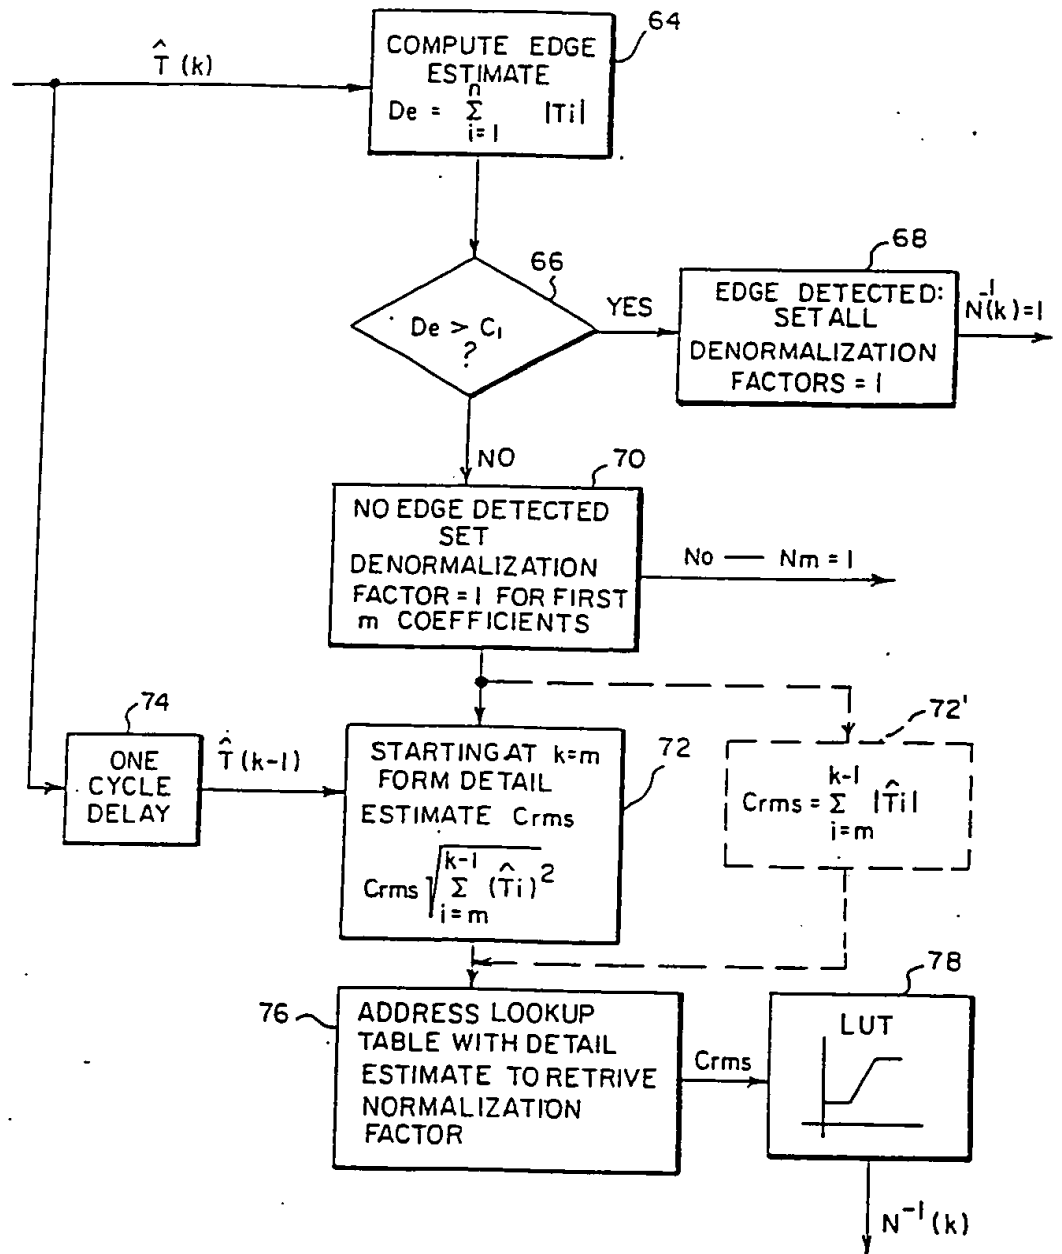 64
COMPUTE EDGE
ESTIMATE
De = n Σ i=1 |Ti|
T̂ (k)
66
De > C₁
?
YES
68
EDGE DETECTED:
SET ALL
DENORMALIZATION
FACTORS = 1
N⁻¹(k)=1
NO
70
NO EDGE DETECTED
SET
DENORMALIZATION
FACTOR = 1 FOR FIRST
m COEFFICIENTS
No — Nm = 1
74
ONE
CYCLE
DELAY
T̂ (k-1)
72
STARTING AT k=m
FORM DETAIL
ESTIMATE Crms
Crms √ k-1 Σ i=m (T̂i)²
72'
Crms = k-1 Σ i=m |T̂i|
76
ADDRESS LOOKUP
TABLE WITH DETAIL
ESTIMATE TO RETRIVE
NORMALIZATION
FACTOR
Crms
78
LUT
N⁻¹(k)